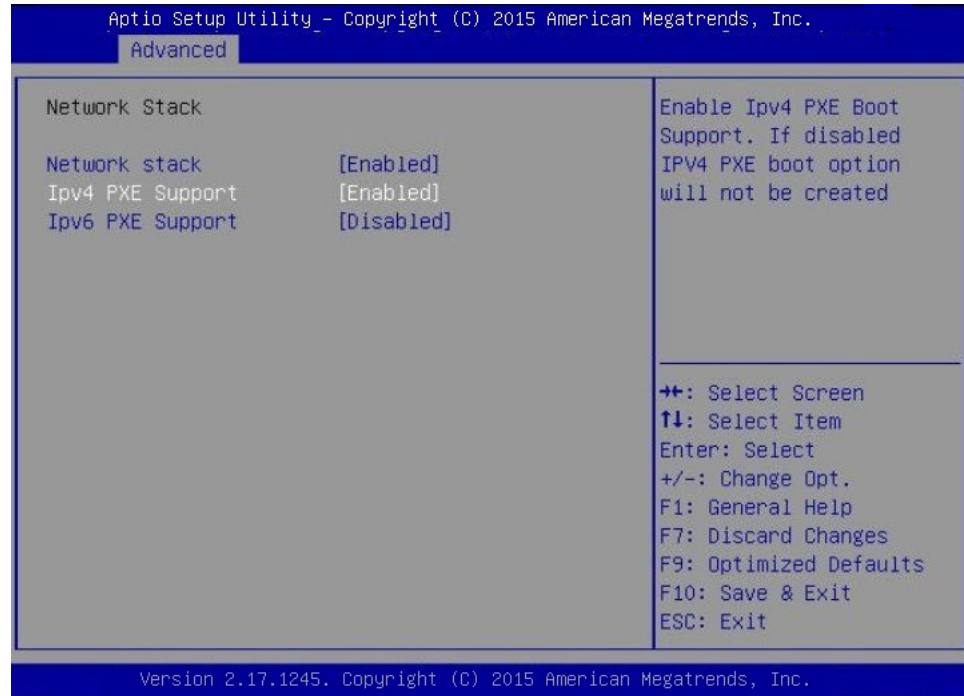 Aptio Setup Utility – Copyright (C) 2015 American Megatrends, Inc.
Advanced
Network Stack
Network stack [Enabled]
Ipv4 PXE Support [Enabled]
Ipv6 PXE Support [Disabled]
Enable Ipv4 PXE Boot
Support. If disabled
IPV4 PXE boot option
will not be created
→←: Select Screen
↑↓: Select Item
Enter: Select
+/-: Change Opt.
F1: General Help
F7: Discard Changes
F9: Optimized Defaults
F10: Save & Exit
ESC: Exit
Version 2.17.1245. Copyright (C) 2015 American Megatrends, Inc.